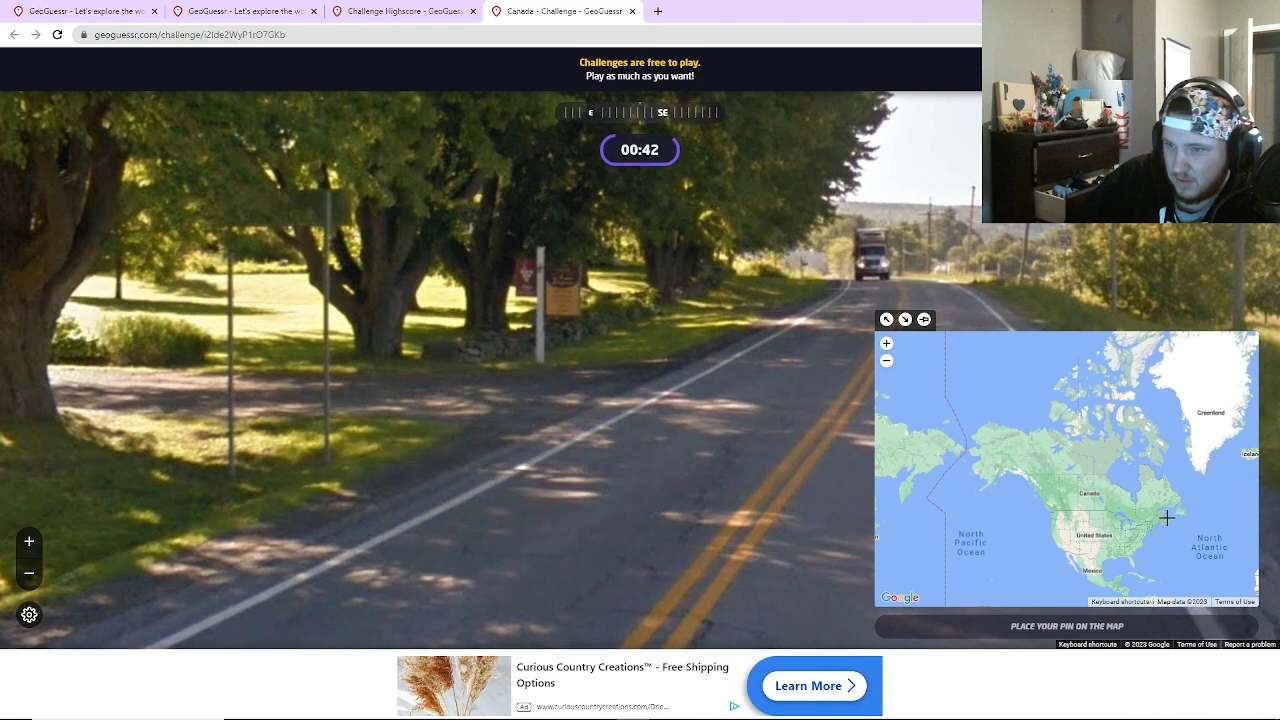 GeoGuessr - Let's explore the wo
GeoGuessr - Let's explore the wo
Challenge Highscore - GeoGuess
Canada - Challenge - GeoGuessr
geoguessr.com/challenge/i2Ide2WyP1rO7GKb
Challenges are free to play.
Play as much as you want!
E
SE
00:42
Greenland
Icelan
Canada
North
Pacific
Ocean
United States
North
Atlantic
Ocean
Mexico
Google
Keyboard shortcuts
Map data ©2023
Terms of Use
PLACE YOUR PIN ON THE MAP
Keyboard shortcuts
© 2023 Google
Terms of Use
Report a problem
Curious Country Creations™ - Free Shipping
Options
Ad
www.curiouscountrycreations.com/Drie...
Learn More